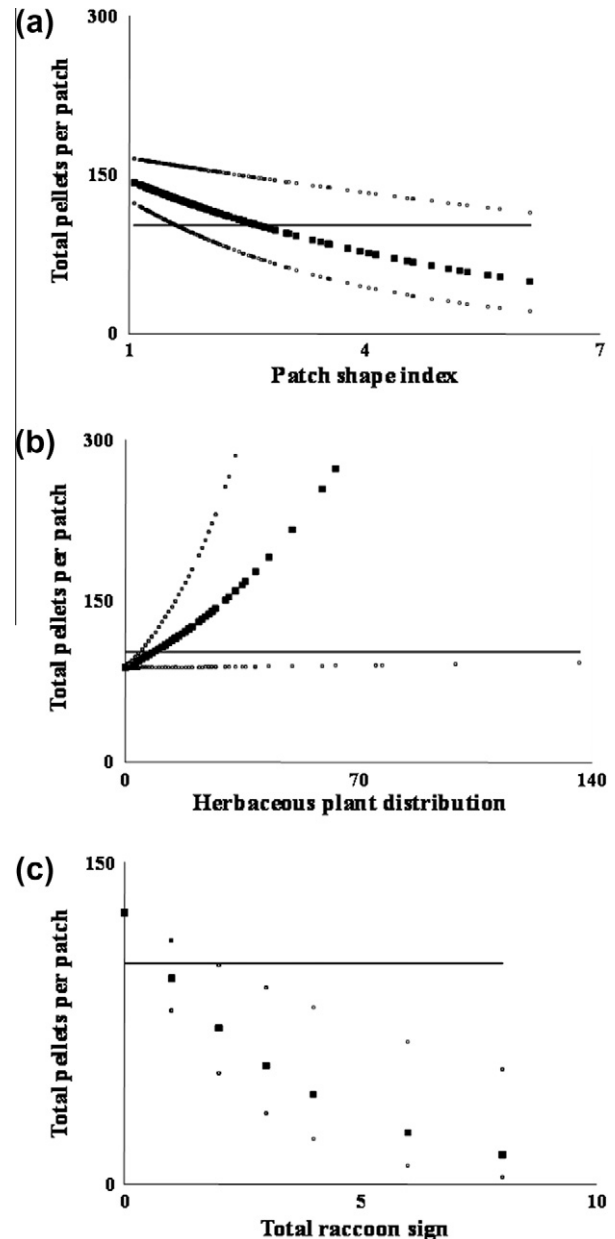 (a)
Total pellets per patch
300
150
0
1
4
7
Patch shape index
(b)
Total pellets per patch
300
150
0
0
70
140
Herbaceous plant distribution
(c)
Total pellets per patch
150
0
0
5
10
Total raccoon sign